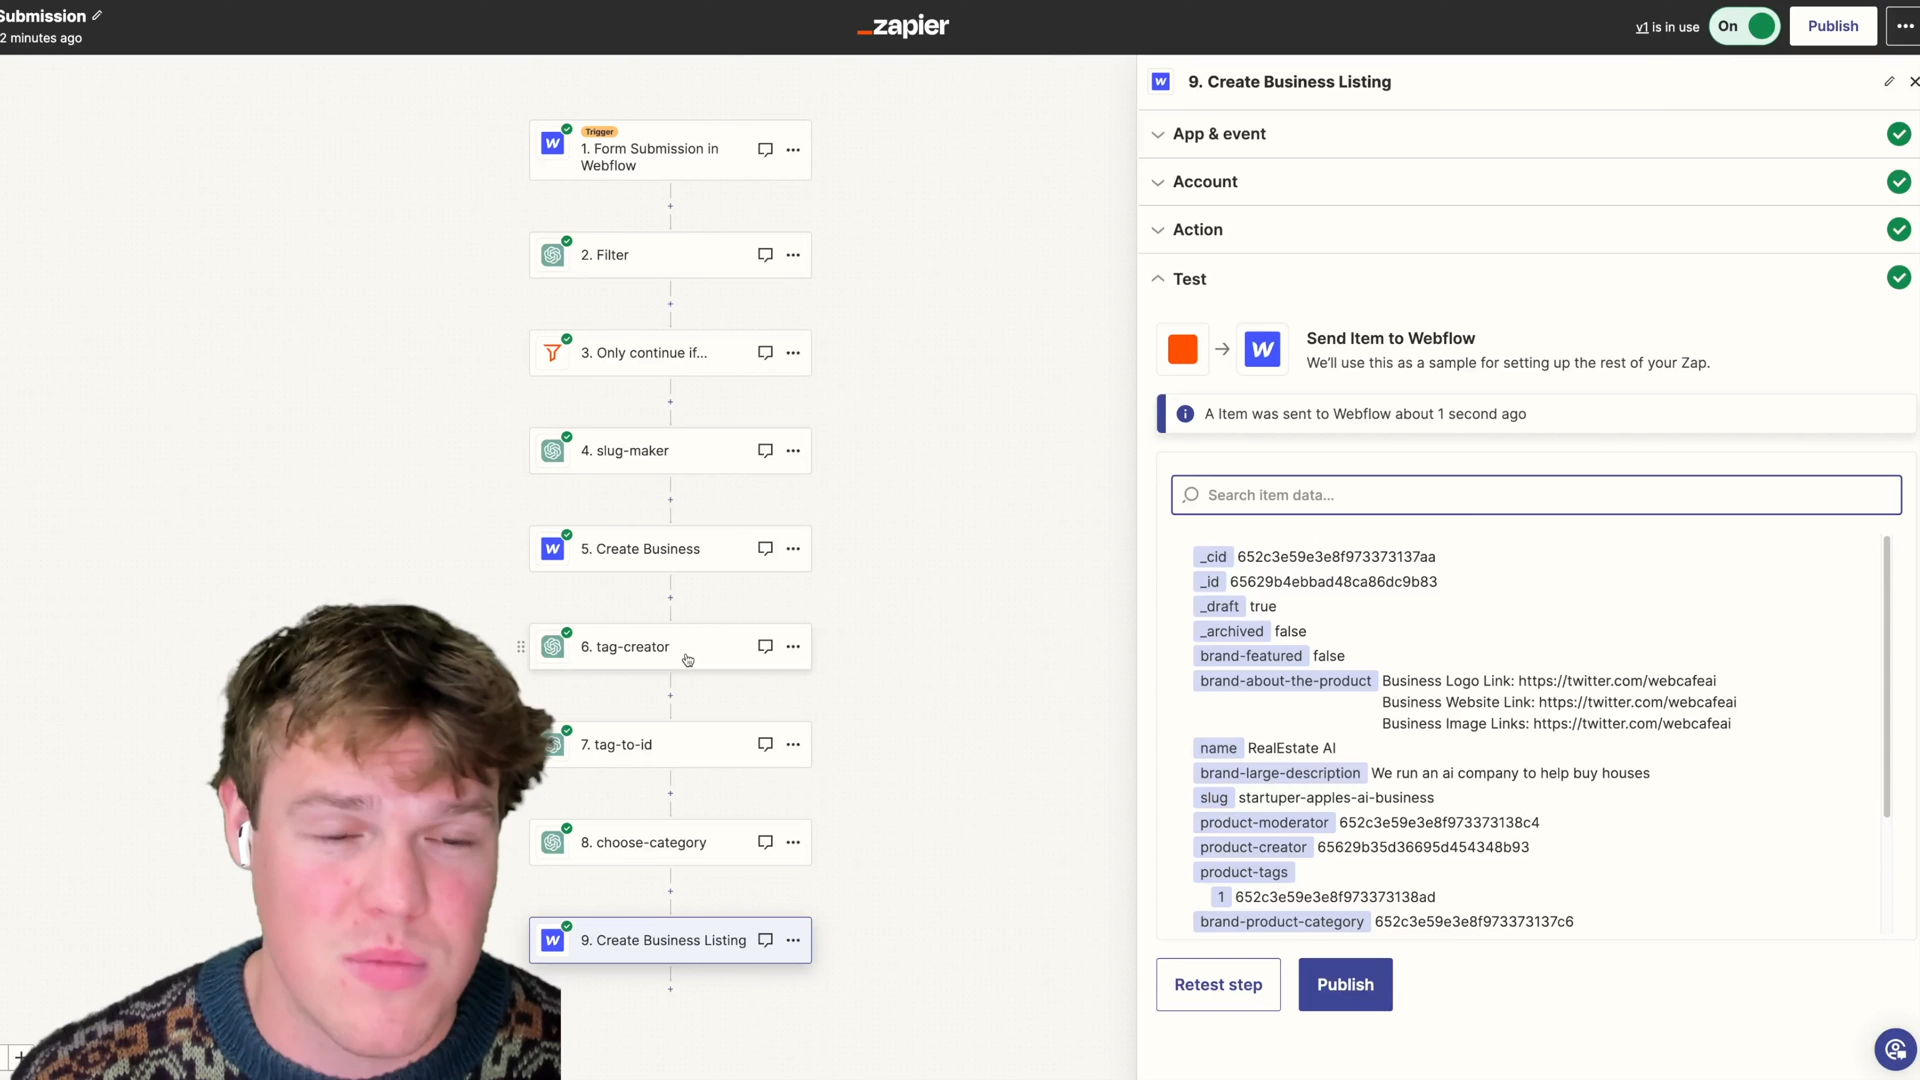 Submission
2 minutes ago
zapier
v1 is in use
On
Publish
Trigger
1. Form Submission in
Webflow
2. Filter
3. Only continue if...
4. slug-maker
5. Create Business
6. tag-creator
7. tag-to-id
8. choose-category
9. Create Business Listing
9. Create Business Listing
App & event
Account
Action
Test
Send Item to Webflow
We'll use this as a sample for setting up the rest of your Zap.
A Item was sent to Webflow about 1 second ago
Search item data...
_cid 652c3e59e3e8f973373137aa
_id 65629b4ebbad48ca86dc9b83
_draft true
_archived false
brand-featured false
brand-about-the-product Business Logo Link: https://twitter.com/webcafeai
Business Website Link: https://twitter.com/webcafeai
Business Image Links: https://twitter.com/webcafeai
name RealEstate AI
brand-large-description We run an ai company to help buy houses
slug startuper-apples-ai-business
product-moderator 652c3e59e3e8f973373138c4
product-creator 65629b35d36695d454348b93
product-tags
1 652c3e59e3e8f973373138ad
brand-product-category 652c3e59e3e8f973373137c6
Retest step
Publish